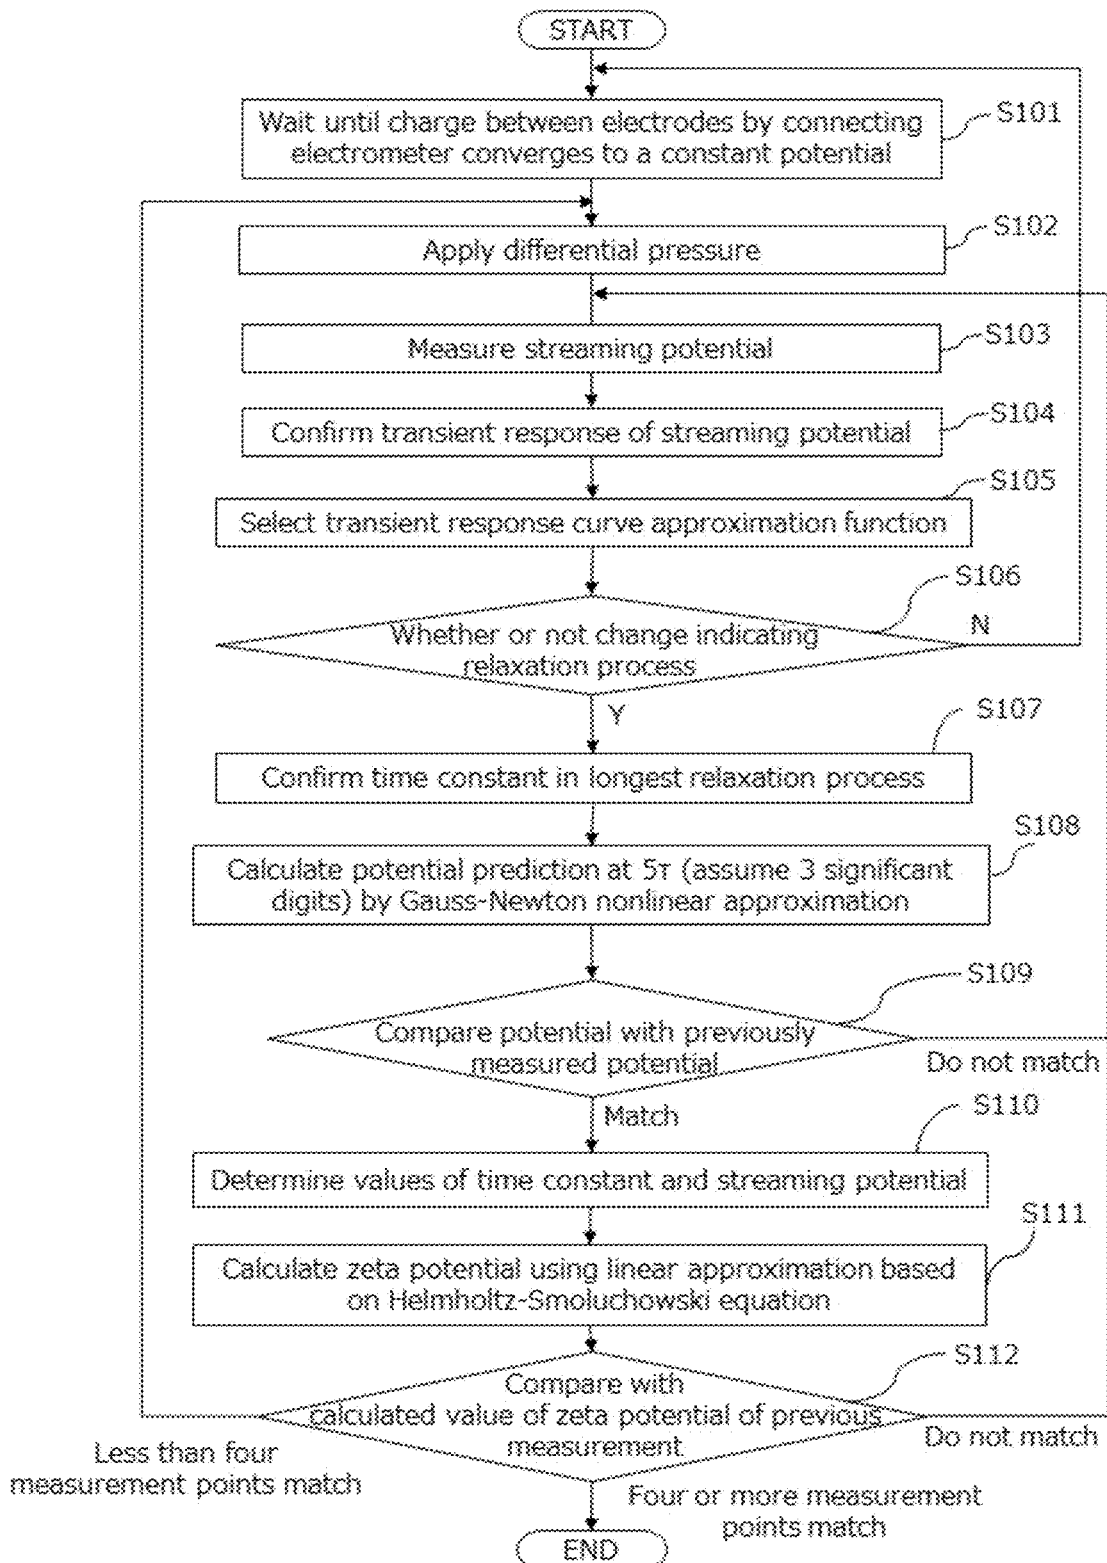 START
Wait until charge between electrodes by connecting
electrometer converges to a constant potential
S101
Apply differential pressure
S102
Measure streaming potential
S103
Confirm transient response of streaming potential
S104
Select transient response curve approximation function
S105
Whether or not change indicating
relaxation process
S106
N
Y
Confirm time constant in longest relaxation process
S107
Calculate potential prediction at 5τ (assume 3 significant
digits) by Gauss-Newton nonlinear approximation
S108
Compare potential with previously
measured potential
S109
Do not match
Match
Determine values of time constant and streaming potential
S110
Calculate zeta potential using linear approximation based
on Helmholtz-Smoluchowski equation
S111
Compare with
calculated value of zeta potential of previous
measurement
S112
Do not match
Less than four
measurement points match
Four or more measurement
points match
END